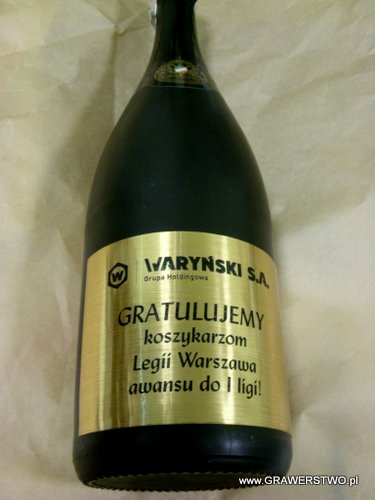 WARYŃSKI S.A.
Grupa Holdingowa
GRATULUJEMY
koszykarzom
Legii Warszawa
awansu do I ligi!
www.GRAWERSTWO.pl